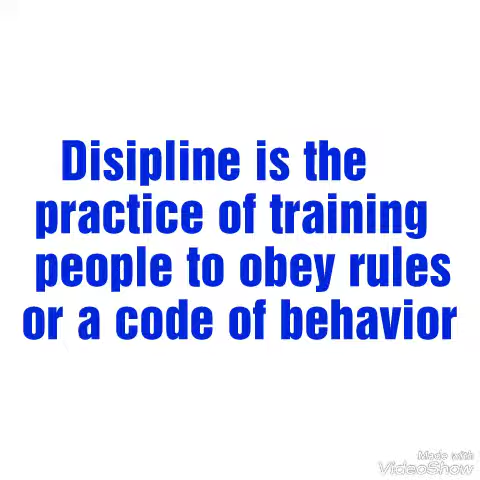 Disipline is the
practice of training
people to obey rules
or a code of behavior
Made with
VideoShow